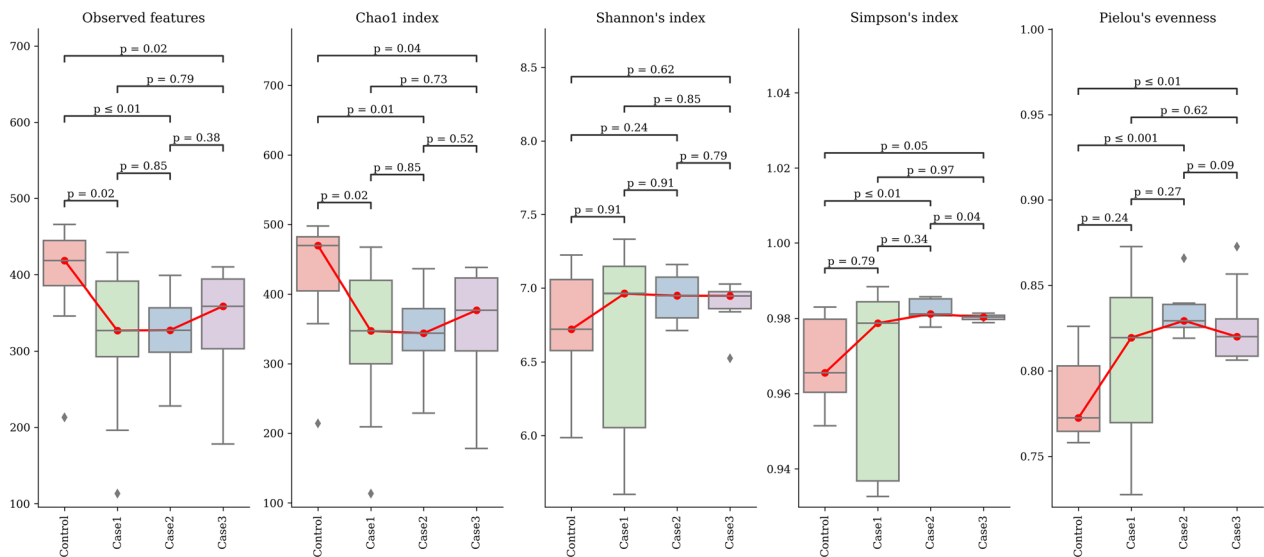 Observed features
700
600
500
400
300
200
100
p = 0.02
p = 0.79
p ≤ 0.01
p = 0.38
p = 0.85
p = 0.02
Control
Case1
Case2
Case3
Chao1 index
700
600
500
400
300
200
100
p = 0.04
p = 0.73
p = 0.01
p = 0.52
p = 0.85
p = 0.02
Control
Case1
Case2
Case3
Shannon's index
8.5
8.0
7.5
7.0
6.5
6.0
p = 0.62
p = 0.85
p = 0.24
p = 0.79
p = 0.91
p = 0.91
Control
Case1
Case2
Case3
Simpson's index
1.04
1.02
1.00
0.98
0.96
0.94
p = 0.05
p = 0.97
p ≤ 0.01
p = 0.04
p = 0.34
p = 0.79
Control
Case1
Case2
Case3
Pielou's evenness
1.00
0.95
0.90
0.85
0.80
0.75
p ≤ 0.01
p = 0.62
p ≤ 0.001
p = 0.09
p = 0.27
p = 0.24
Control
Case1
Case2
Case3